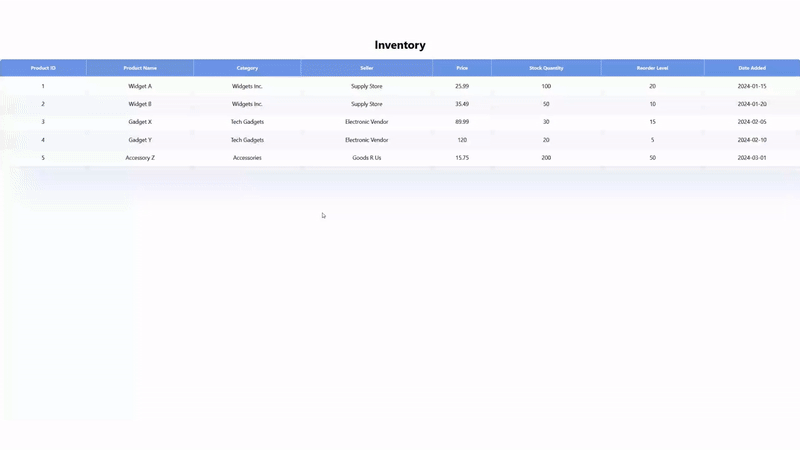 Inventory
Product ID Product Name Category Seller Price Stock Quantity Reorder Level Date Added
1 Widget A Widgets Inc. Supply Store 25.99 100 20 2024-01-15
2 Widget B Widgets Inc. Supply Store 35.49 50 10 2024-01-20
3 Gadget X Tech Gadgets Electronic Vendor 89.99 30 15 2024-02-05
4 Gadget Y Tech Gadgets Electronic Vendor 120 20 5 2024-02-10
5 Accessory Z Accessories Goods R Us 15.75 200 50 2024-03-01